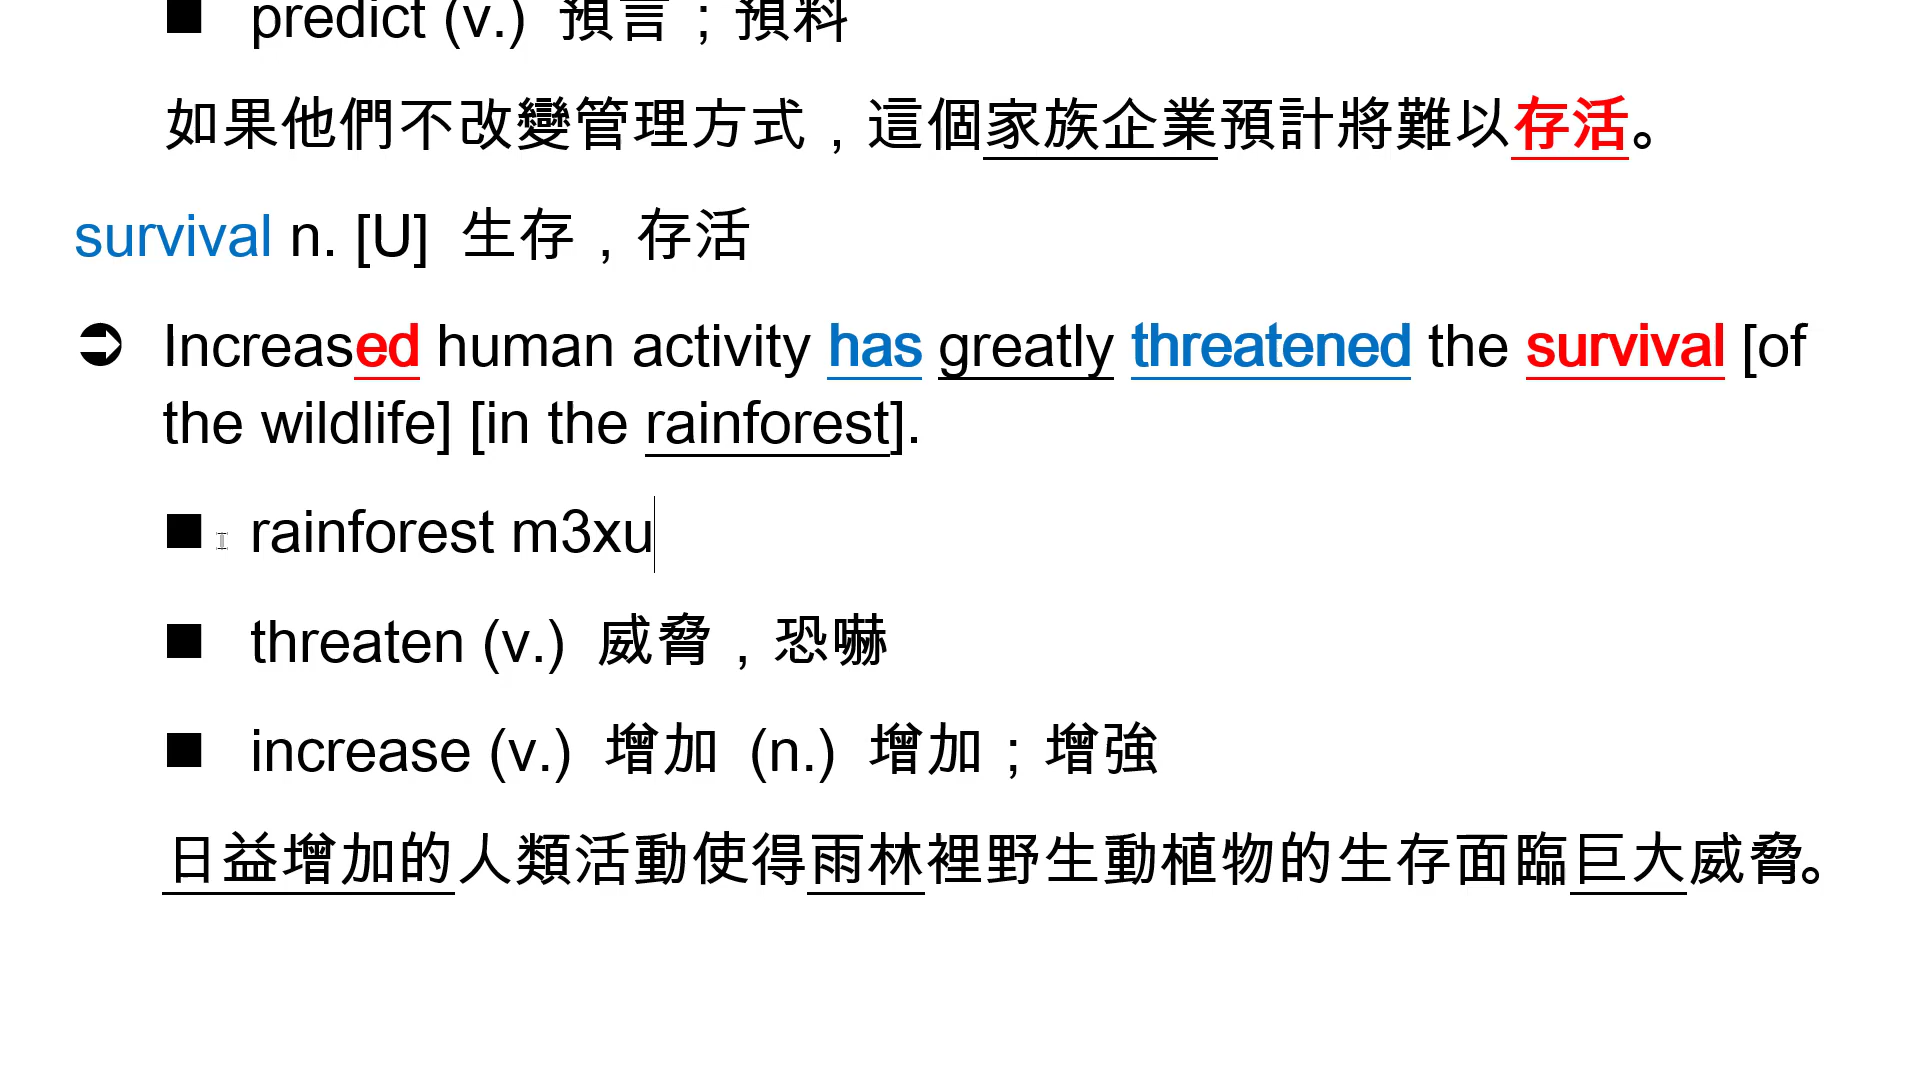 ■ predict (v.) 預言；預料
如果他們不改變管理方式，這個家族企業預計將難以存活。
survival n. [U] 生存，存活
➲ Increased human activity has greatly threatened the survival [of
the wildlife] [in the rainforest].
■ rainforest m3xu
■ threaten (v.) 威脅，恐嚇
■ increase (v.) 增加 (n.) 增加；增強
日益增加的人類活動使得雨林裡野生動植物的生存面臨巨大威脅。